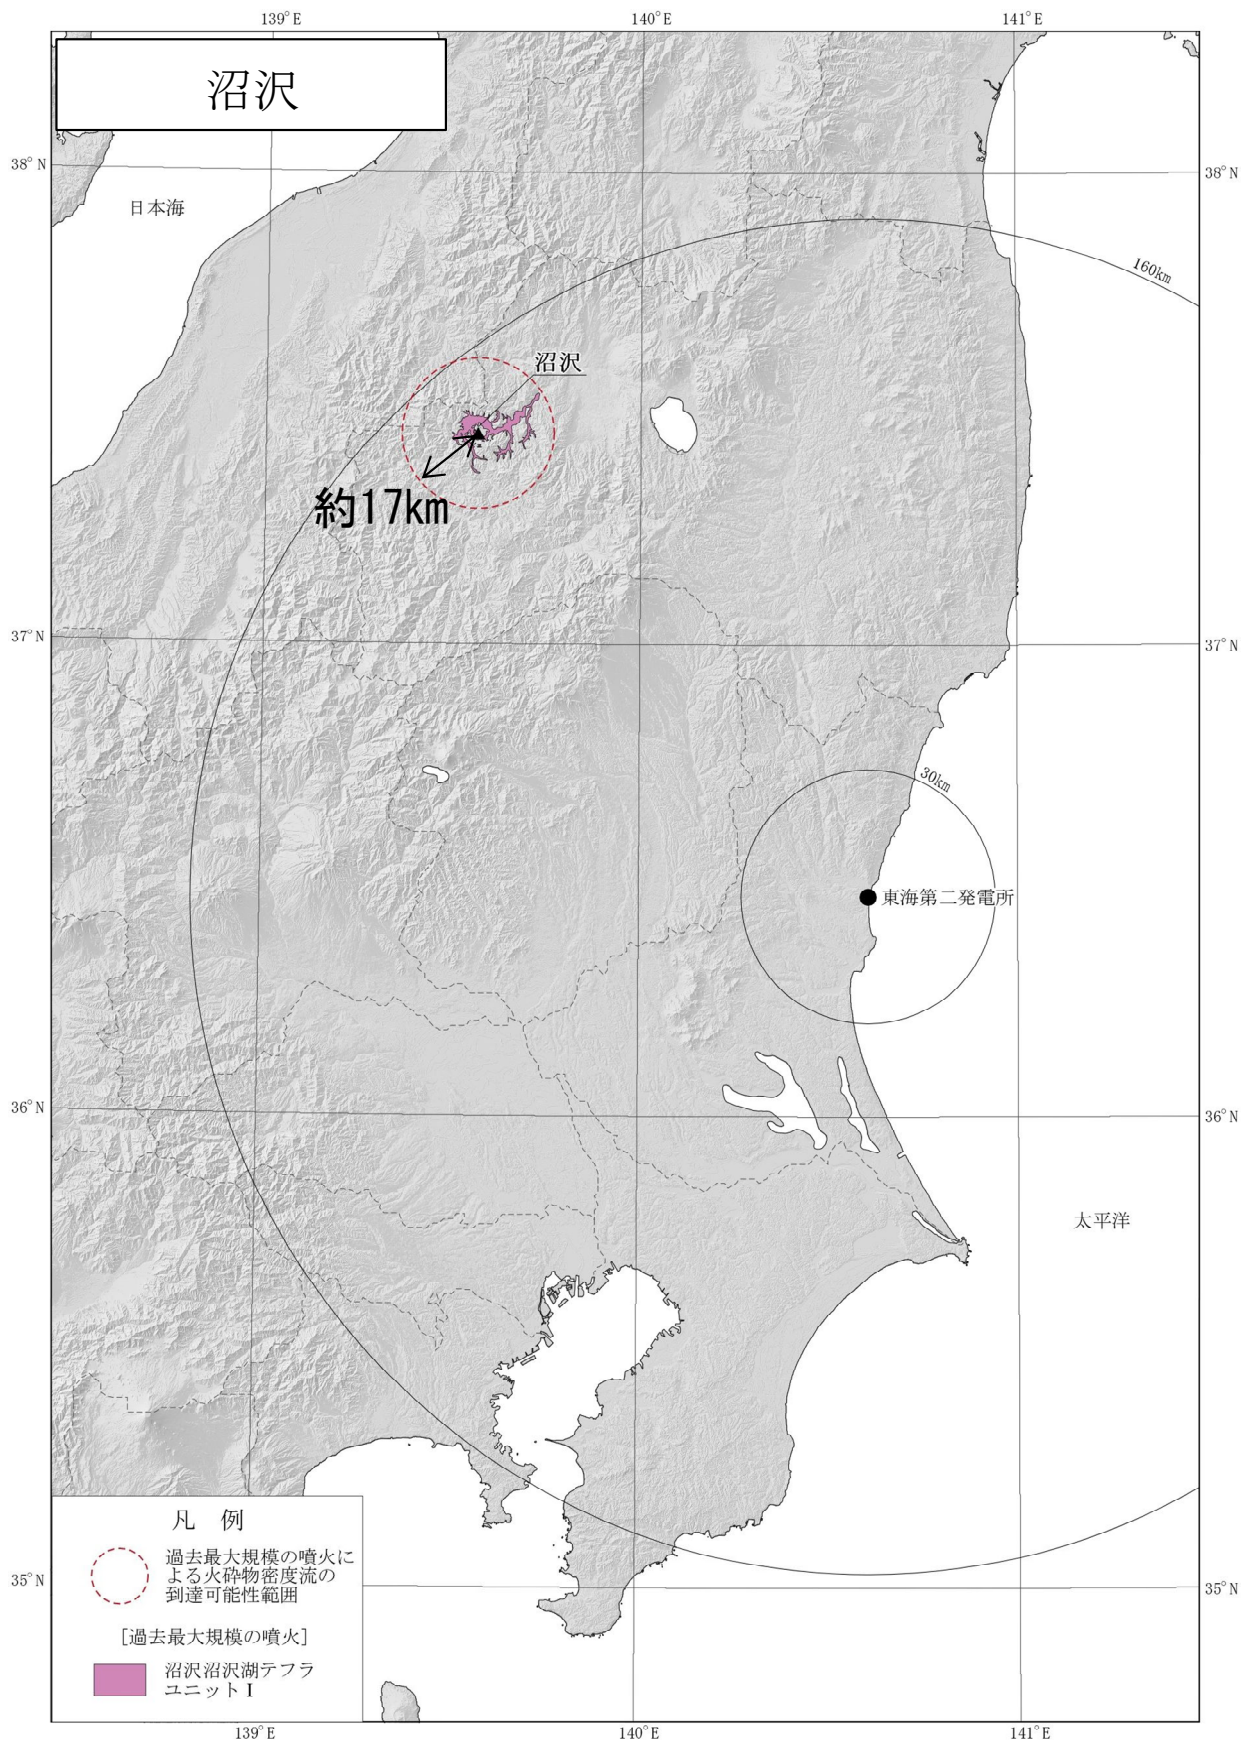 139°E
140°E
141°E
沼沢
38°N
38°N
日本海
160km
沼沢
約17km
37°N
37°N
30km
東海第二発電所
36°N
36°N
太平洋
凡 例
過去最大規模の噴火に
よる火砕物密度流の
到達可能性範囲
[過去最大規模の噴火]
沼沢沼沢湖テフラ
ユニットⅠ
35°N
35°N
139°E
140°E
141°E